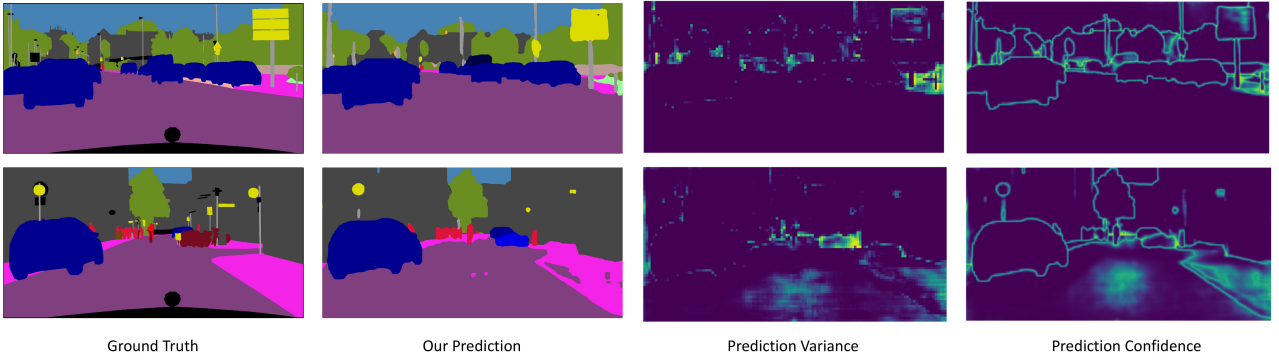 Ground Truth
Our Prediction
Prediction Variance
Prediction Confidence